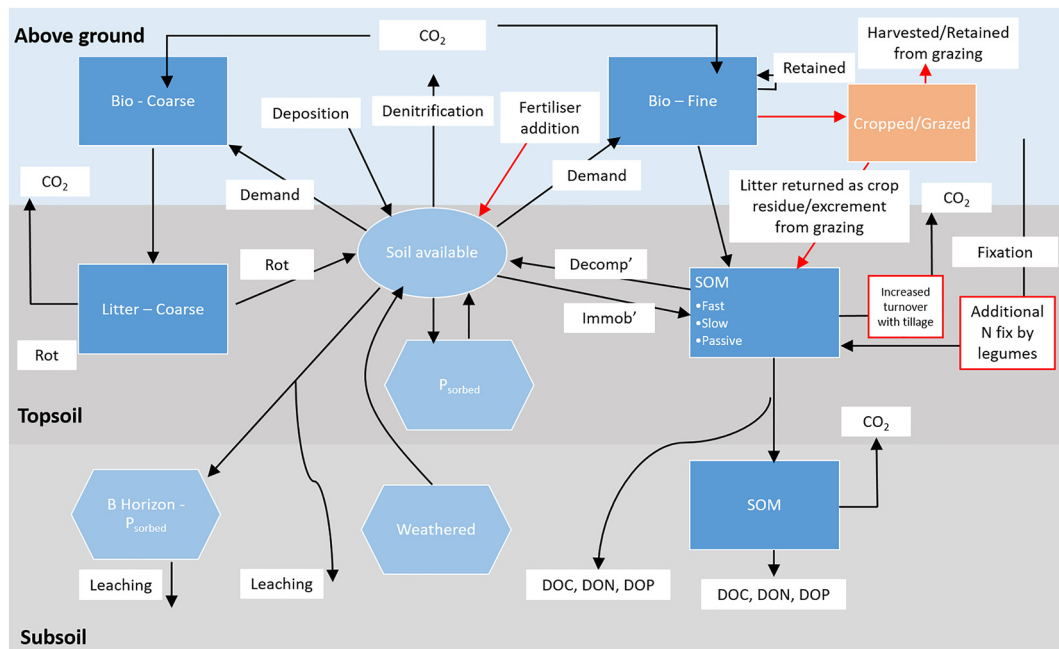 Above ground
CO2
Harvested/Retained
from grazing
Bio - Coarse
Bio – Fine
Retained
Deposition
Denitrification
Fertiliser
addition
Cropped/Grazed
CO2
Demand
Demand
Litter returned as crop
residue/excrement
from grazing
CO2
Soil available
Rot
Decomp’
Fixation
Litter – Coarse
Immob’
SOM
•Fast
•Slow
•Passive
Increased
turnover
with tillage
Additional
N fix by
legumes
Rot
Psorbed
Topsoil
CO2
B Horizon -
Psorbed
Weathered
SOM
Leaching
Leaching
DOC, DON, DOP
DOC, DON, DOP
Subsoil